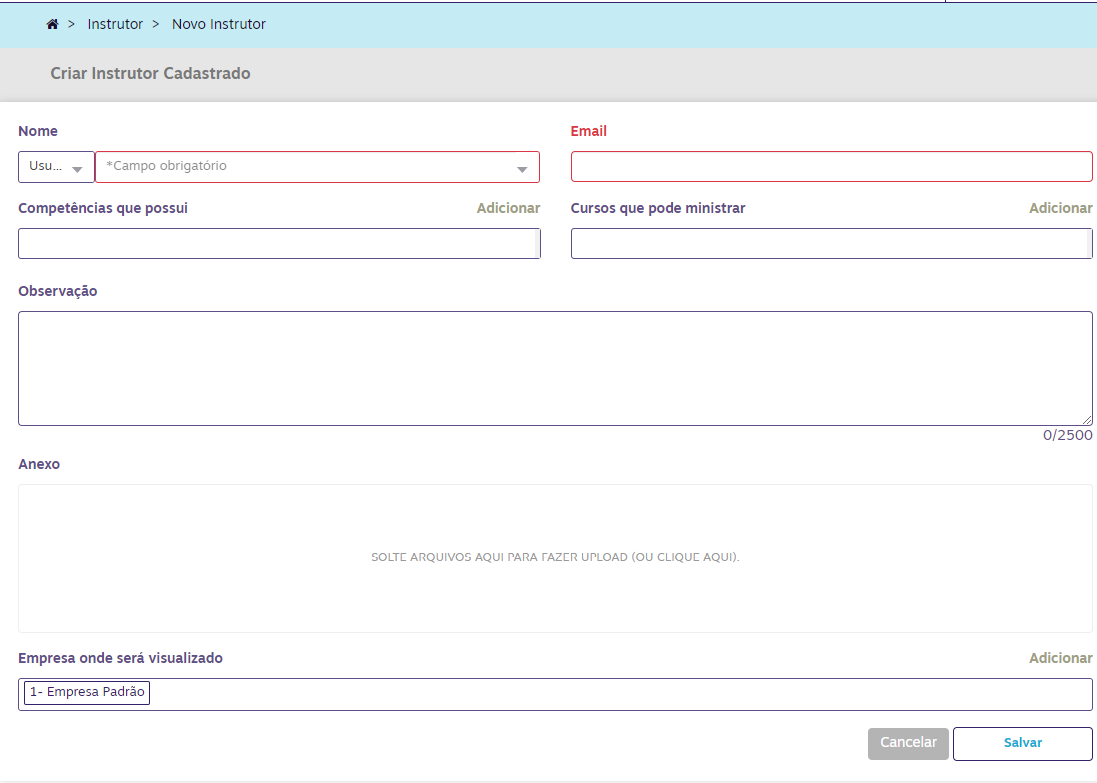 > Instrutor > Novo Instrutor
Criar Instrutor Cadastrado
Nome
Email
Usu... *Campo obrigatório
Competências que possui Adicionar
Cursos que pode ministrar Adicionar
Observação
0/2500
Anexo
SOLTE ARQUIVOS AQUI PARA FAZER UPLOAD (OU CLIQUE AQUI).
Empresa onde será visualizado Adicionar
1- Empresa Padrão
Cancelar Salvar